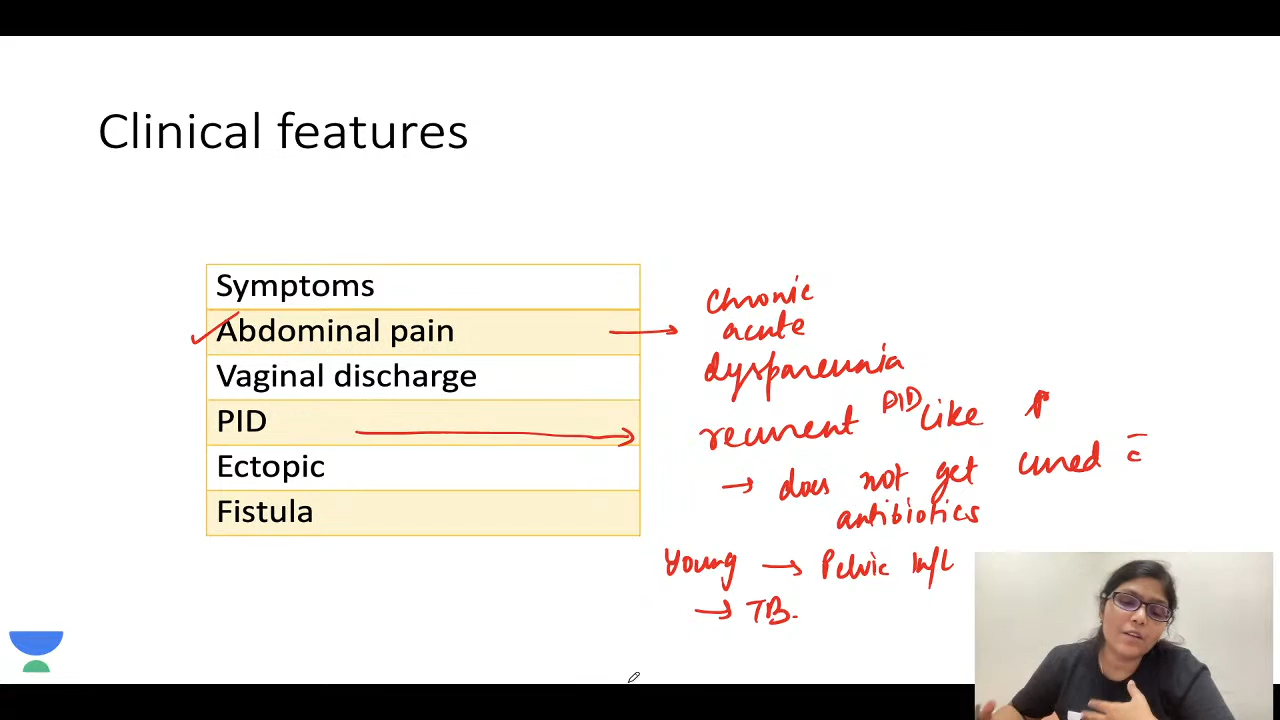 Clinical features
Symptoms
Abdominal pain
Vaginal discharge
PID
Ectopic
Fistula
Chronic
acute
dyspareunia
recurrent PID like
→ does not get cured c̄
antibiotics
Young → Pelvic Infl
→ TB.